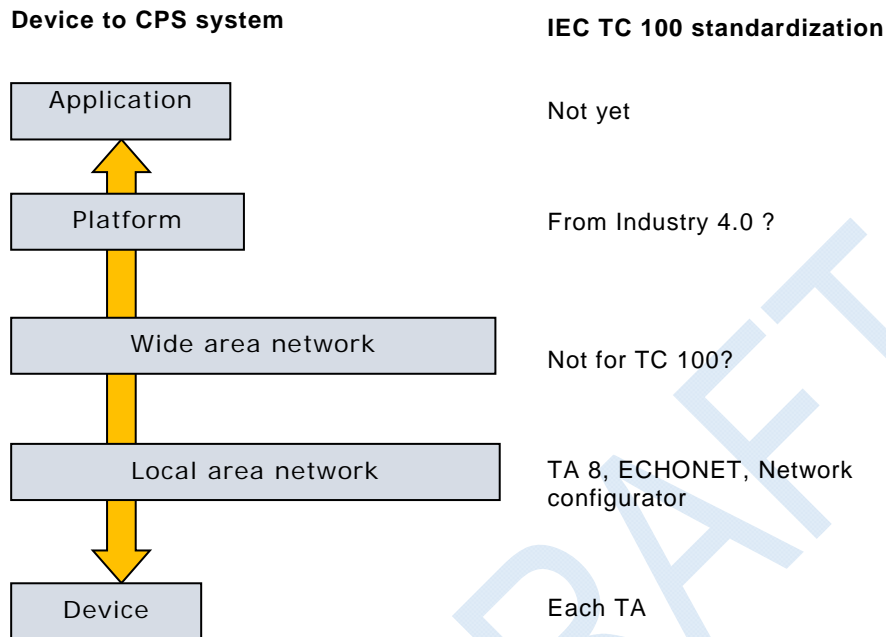 Device to CPS system
IEC TC 100 standardization
Application
Not yet
Platform
From Industry 4.0 ?
Wide area network
Not for TC 100?
Local area network
TA 8, ECHONET, Network
configurator
Device
Each TA
DRAFT